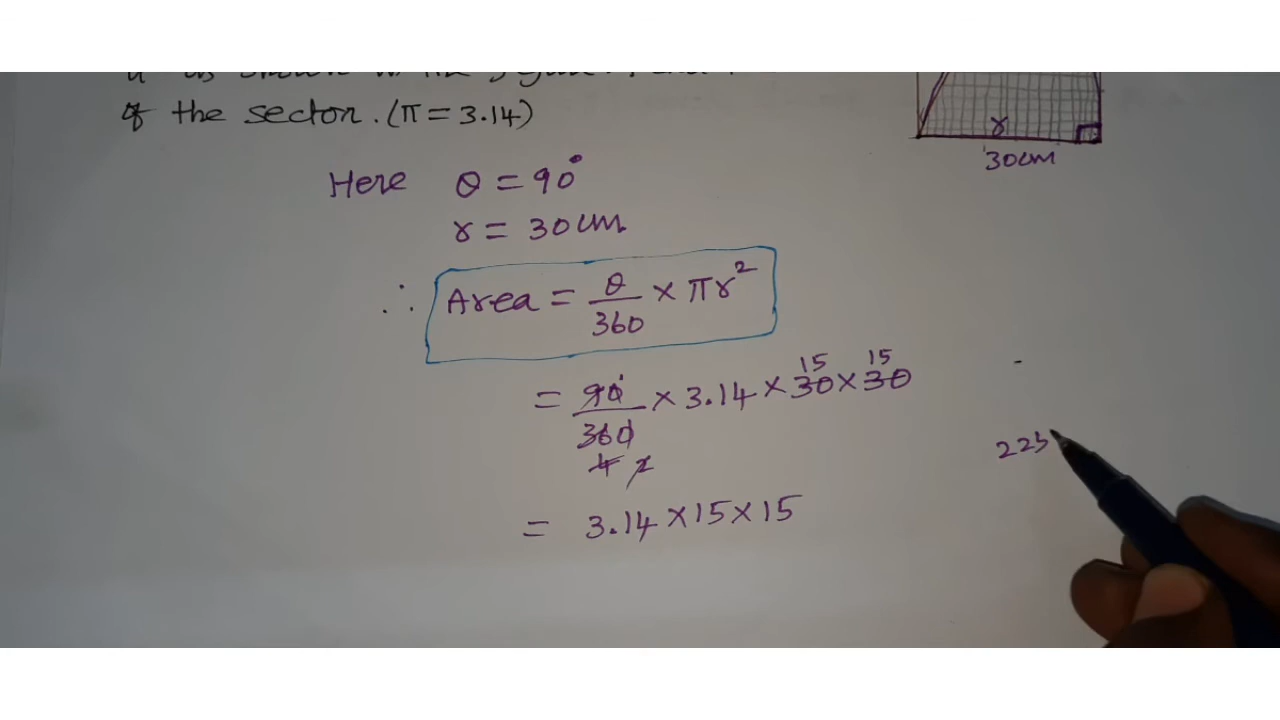 of the sector. (π = 3.14)
r
30cm
Here θ = 90°
r = 30cm
∴ Area = θ/360 × πr²
= 90/360 × 3.14 × 30 × 30
15 15
4 2
= 3.14 × 15 × 15
225